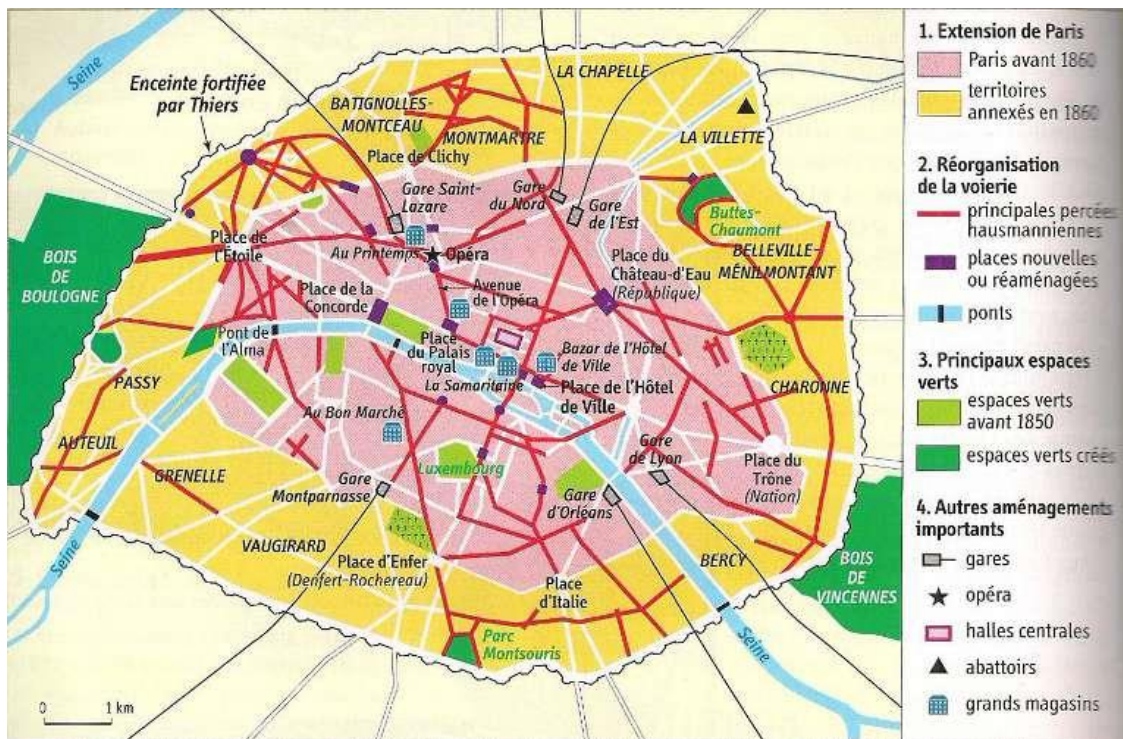 Seine
Enceinte fortifiée
par Thiers
LA CHAPELLE
BATIGNOLLES-
MONTCEAU
MONTMARTRE
LA VILLETTE
Place de Clichy
Gare Saint-
Lazare
Gare
du Nord
Gare
de l'Est
Buttes-
Chaumont
BOIS
DE
BOULOGNE
Place de
l'Étoile
Au Printemps
Opéra
Place du
Château-d'Eau
(République)
BELLEVILLE-
MÉNILMONTANT
Avenue
de l'Opéra
Place de la
Concorde
Pont de
l'Alma
Place
du Palais
royal
Bazar de l'Hôtel
de Ville
La Samaritaine
Place de l'Hôtel
de Ville
CHARONNE
PASSY
AUTEUIL
Au Bon Marché
GRENELLE
Luxembourg
Gare
de Lyon
Place du
Trône
(Nation)
Gare
Montparnasse
Gare
d'Orléans
VAUGIRARD
BERCY
Place d'Enfer
(Denfert-Rochereau)
Place
d'Italie
BOIS
DE
VINCENNES
Parc
Montsouris
Seine
Seine
0 1 km
1. Extension de Paris
Paris avant 1860
territoires
annexés en 1860
2. Réorganisation
de la voierie
principales percées
hausmanniennes
places nouvelles
ou réaménagées
ponts
3. Principaux espaces
verts
espaces verts
avant 1850
espaces verts créés
4. Autres aménagements
importants
gares
opéra
halles centrales
abattoirs
grands magasins